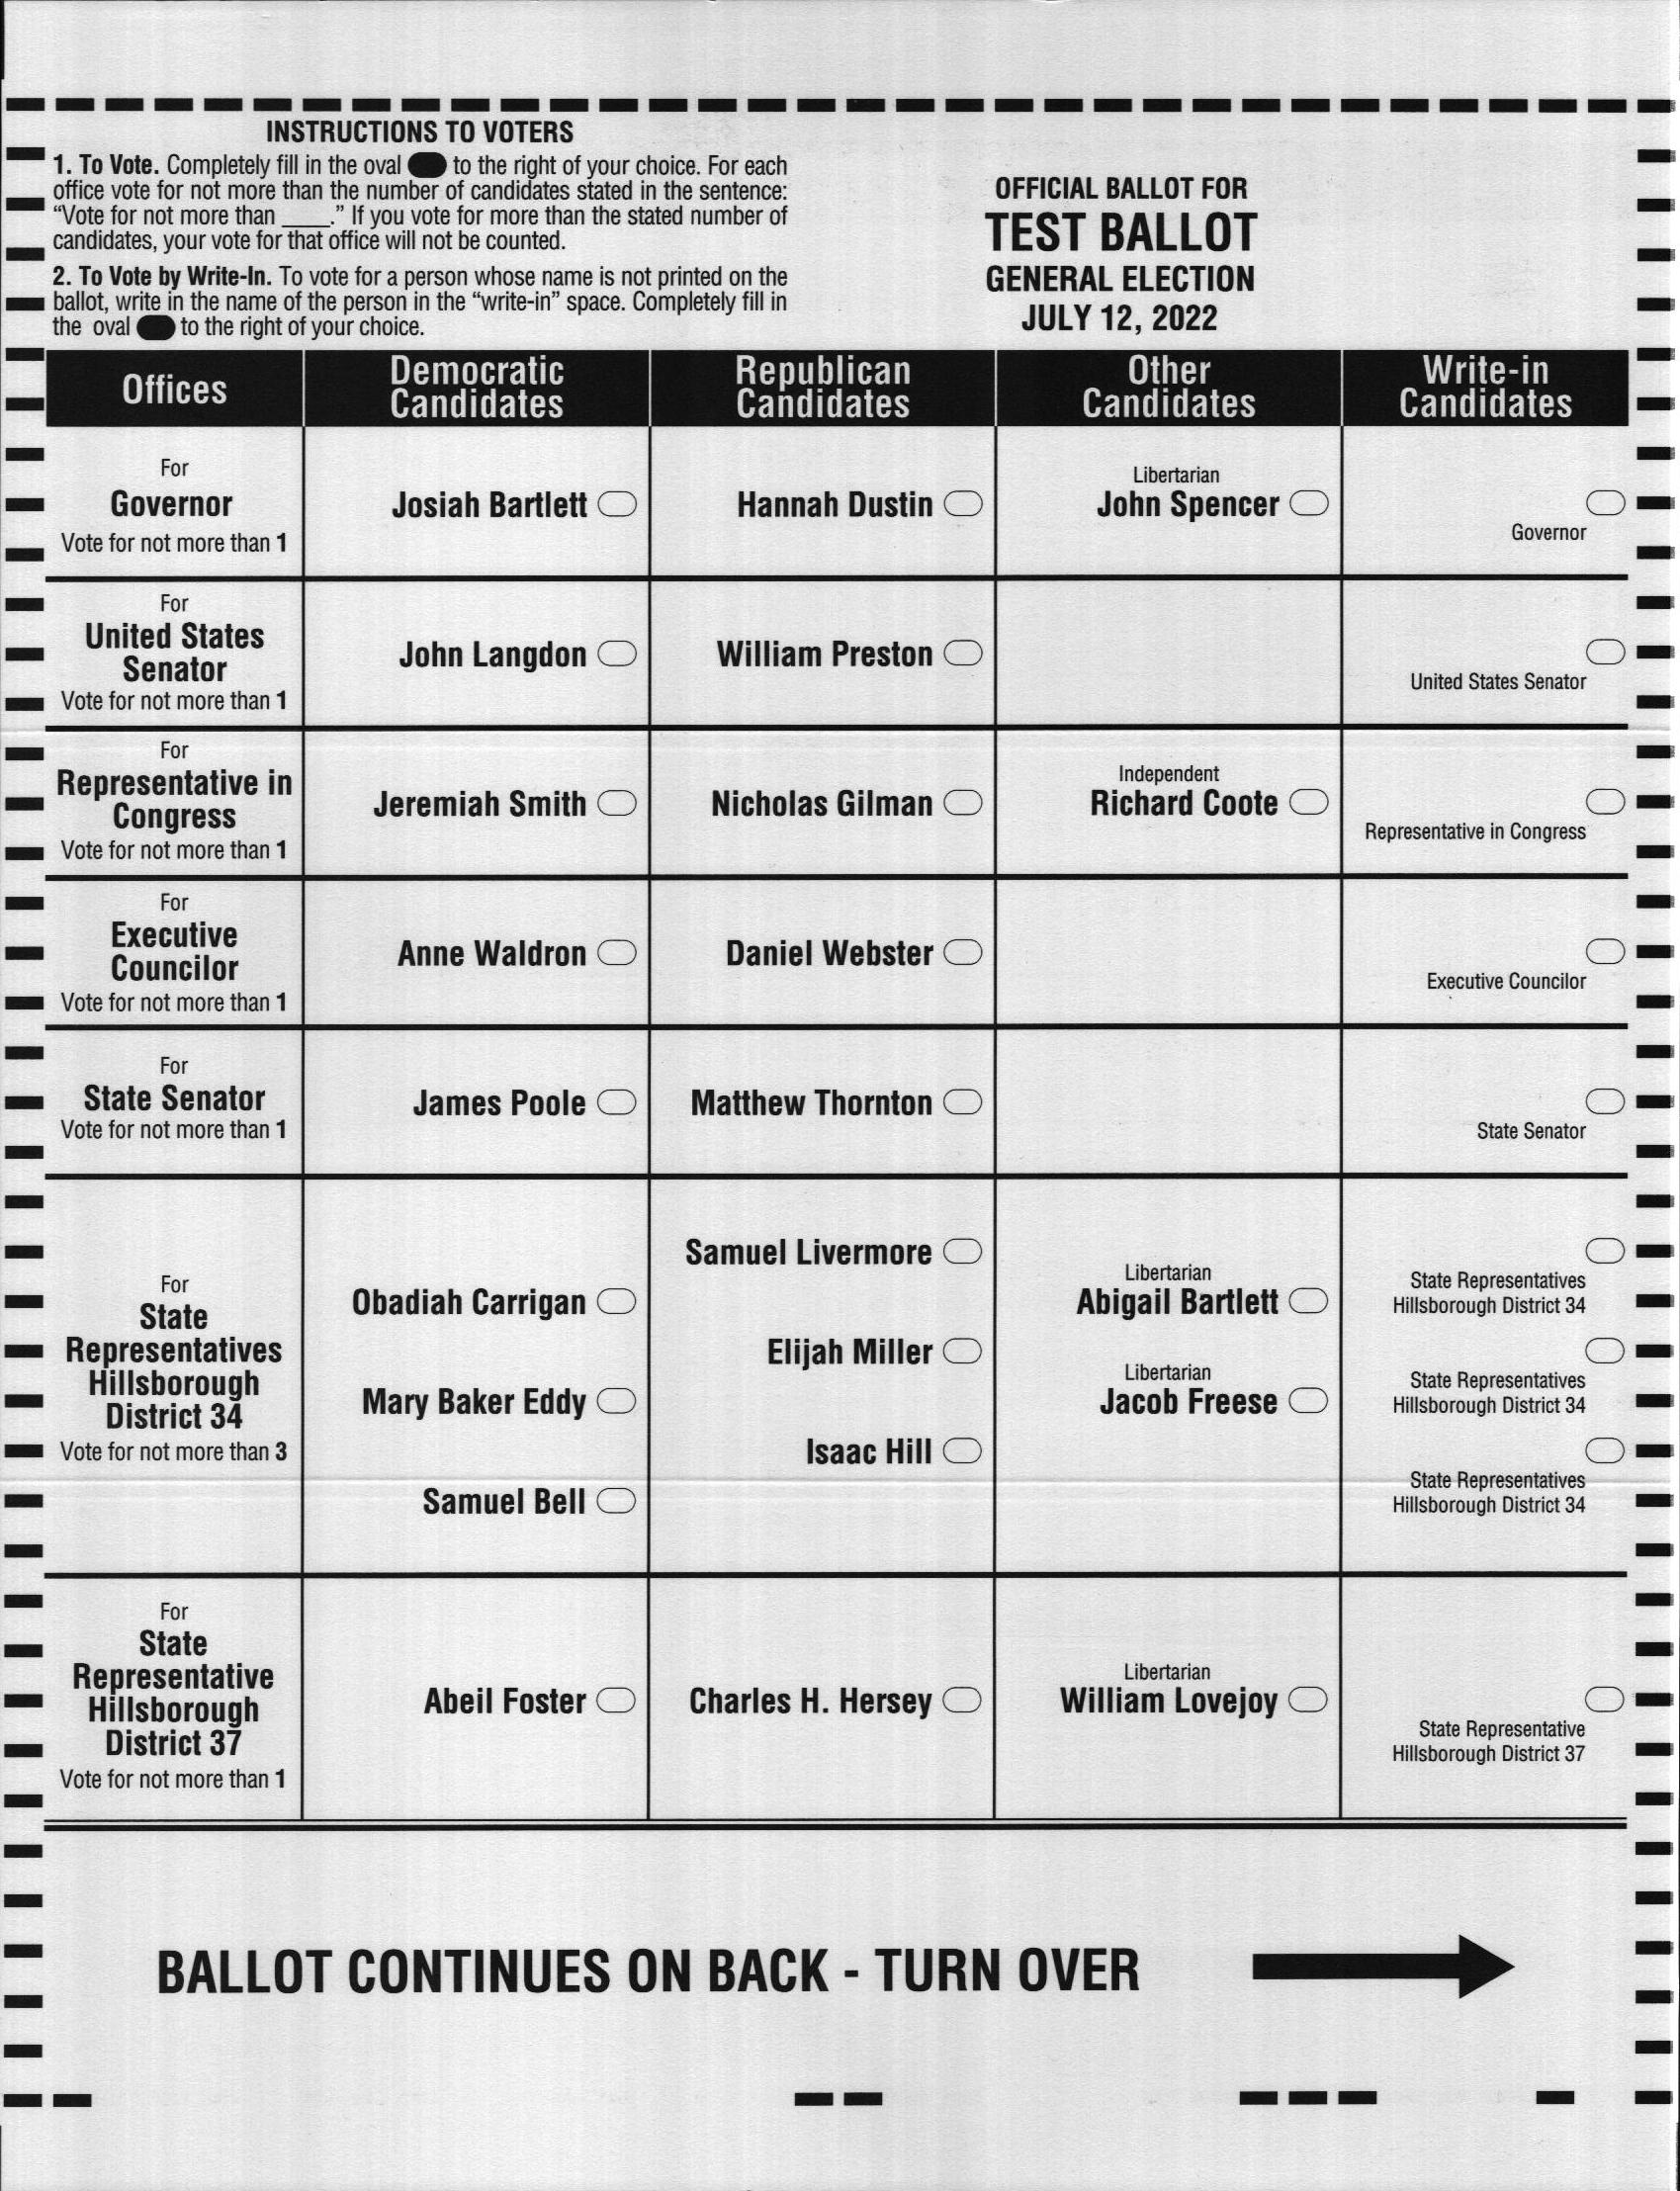 INSTRUCTIONS TO VOTERS
1. To Vote. Completely fill in the oval to the right of your choice. For each
office vote for not more than the number of candidates stated in the sentence:
“Vote for not more than ____.” If you vote for more than the stated number of
candidates, your vote for that office will not be counted.
2. To Vote by Write-In. To vote for a person whose name is not printed on the
ballot, write in the name of the person in the “write-in” space. Completely fill in
the oval to the right of your choice.
OFFICIAL BALLOT FOR
TEST BALLOT
GENERAL ELECTION
JULY 12, 2022
Offices
Democratic
Candidates
Republican
Candidates
Other
Candidates
Write-in
Candidates
For
Governor
Vote for not more than 1
Josiah Bartlett
Hannah Dustin
Libertarian
John Spencer
Governor
For
United States
Senator
Vote for not more than 1
John Langdon
William Preston
United States Senator
For
Representative in
Congress
Vote for not more than 1
Jeremiah Smith
Nicholas Gilman
Independent
Richard Coote
Representative in Congress
For
Executive
Councilor
Vote for not more than 1
Anne Waldron
Daniel Webster
Executive Councilor
For
State Senator
Vote for not more than 1
James Poole
Matthew Thornton
State Senator
For
State
Representatives
Hillsborough
District 34
Vote for not more than 3
Obadiah Carrigan
Mary Baker Eddy
Samuel Bell
Samuel Livermore
Elijah Miller
Isaac Hill
Libertarian
Abigail Bartlett
Libertarian
Jacob Freese
State Representatives
Hillsborough District 34
State Representatives
Hillsborough District 34
State Representatives
Hillsborough District 34
For
State
Representative
Hillsborough
District 37
Vote for not more than 1
Abeil Foster
Charles H. Hersey
Libertarian
William Lovejoy
State Representative
Hillsborough District 37
BALLOT CONTINUES ON BACK - TURN OVER